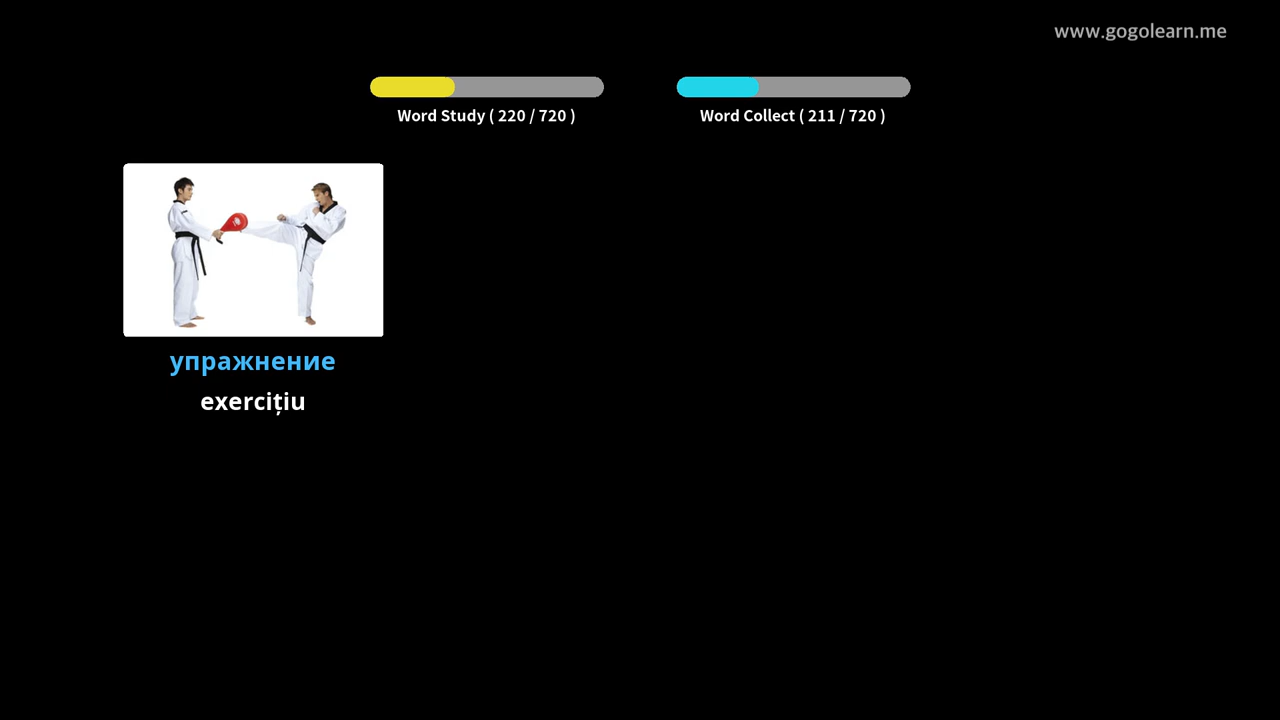 www.gogolearn.me
Word Study ( 220 / 720 )
Word Collect ( 211 / 720 )
упражнение
exercițiu